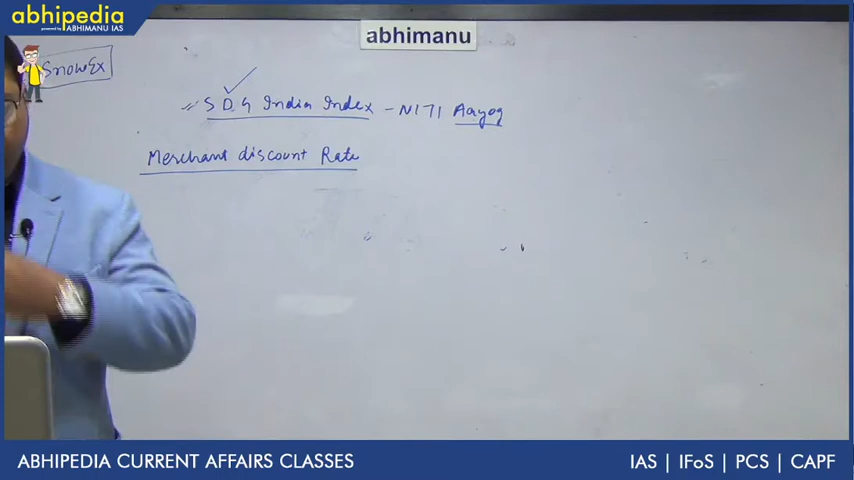 abhipedia
powered by ABHIMANU IAS
abhimanu
SnowEx
SDG India Index - NITI Aayog
Merchant discount Rate
ABHIPEDIA CURRENT AFFAIRS CLASSES
IAS | IFoS | PCS | CAPF